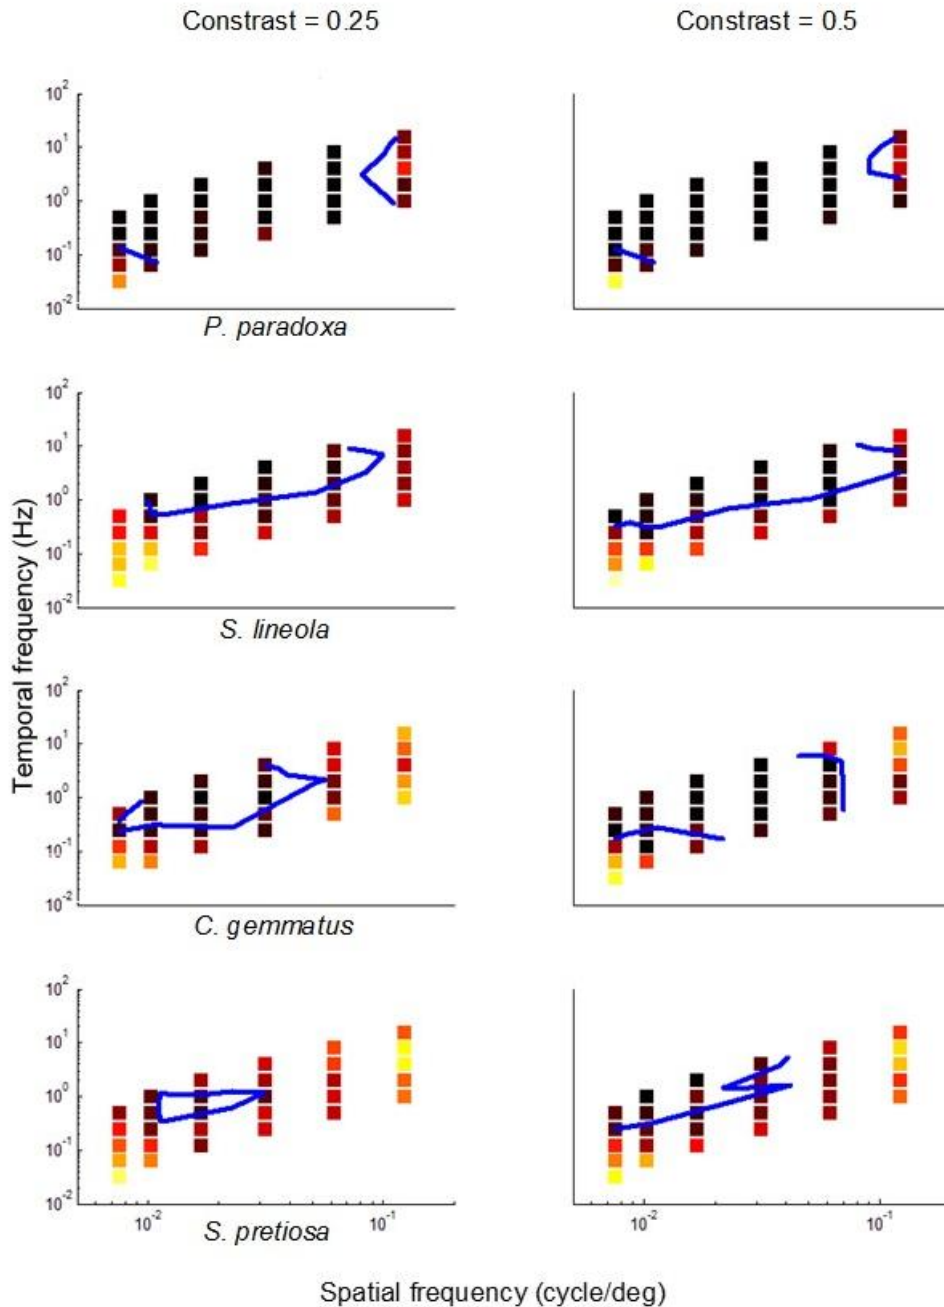 Constrast = 0.25
Constrast = 0.5
10² 10¹ 10⁰ 10⁻¹ 10⁻²
P. paradoxa
10² 10¹ 10⁰ 10⁻¹ 10⁻²
S. lineola
10² 10¹ 10⁰ 10⁻¹ 10⁻²
C. gemmatus
10² 10¹ 10⁰ 10⁻¹ 10⁻²
10⁻² 10⁻¹
10⁻² 10⁻¹
S. pretiosa
Temporal frequency (Hz)
Spatial frequency (cycle/deg)